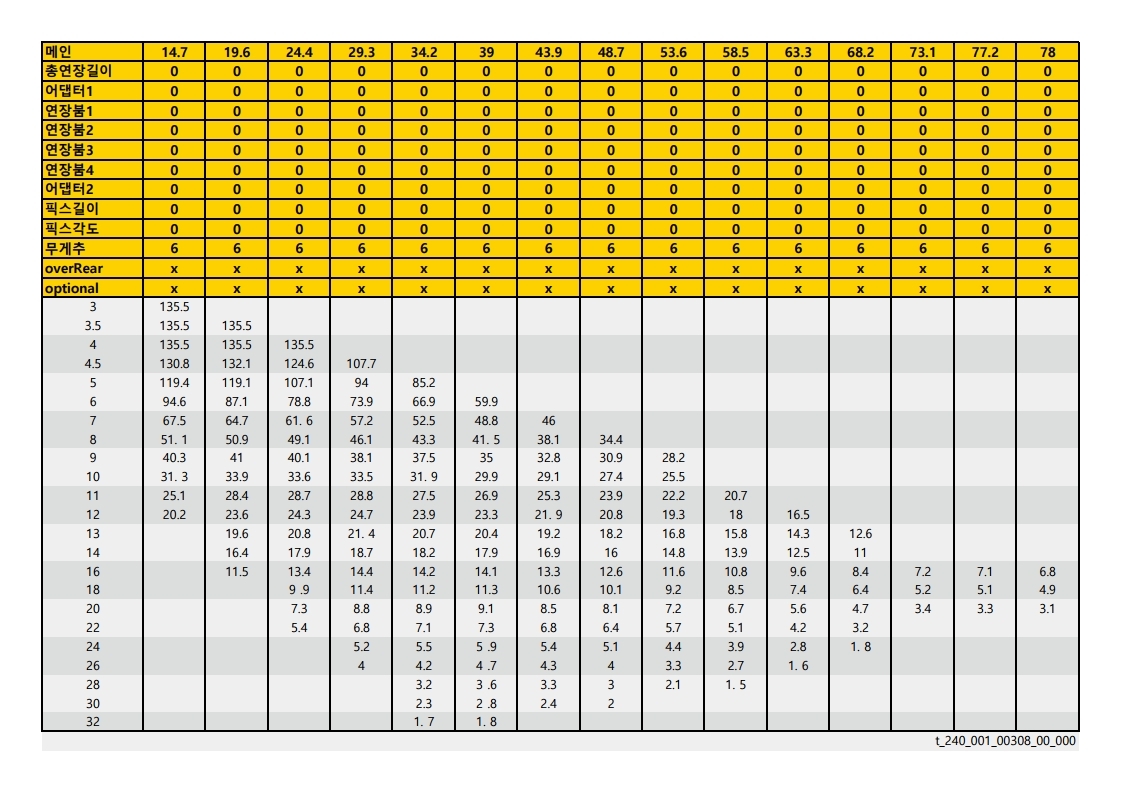 메인 14.7 19.6 24.4 29.3 34.2 39 43.9 48.7 53.6 58.5 63.3 68.2 73.1 77.2 78
총연장길이 0 0 0 0 0 0 0 0 0 0 0 0 0 0 0
어댑터1 0 0 0 0 0 0 0 0 0 0 0 0 0 0 0
연장붐1 0 0 0 0 0 0 0 0 0 0 0 0 0 0 0
연장붐2 0 0 0 0 0 0 0 0 0 0 0 0 0 0 0
연장붐3 0 0 0 0 0 0 0 0 0 0 0 0 0 0 0
연장붐4 0 0 0 0 0 0 0 0 0 0 0 0 0 0 0
어댑터2 0 0 0 0 0 0 0 0 0 0 0 0 0 0 0
픽스길이 0 0 0 0 0 0 0 0 0 0 0 0 0 0 0
픽스각도 0 0 0 0 0 0 0 0 0 0 0 0 0 0 0
무게추 6 6 6 6 6 6 6 6 6 6 6 6 6 6 6
overRear x x x x x x x x x x x x x x x
optional x x x x x x x x x x x x x x x
3 135.5
3.5 135.5 135.5
4 135.5 135.5 135.5
4.5 130.8 132.1 124.6 107.7
5 119.4 119.1 107.1 94 85.2
6 94.6 87.1 78.8 73.9 66.9 59.9
7 67.5 64.7 61. 6 57.2 52.5 48.8 46
8 51. 1 50.9 49.1 46.1 43.3 41. 5 38.1 34.4
9 40.3 41 40.1 38.1 37.5 35 32.8 30.9 28.2
10 31. 3 33.9 33.6 33.5 31. 9 29.9 29.1 27.4 25.5
11 25.1 28.4 28.7 28.8 27.5 26.9 25.3 23.9 22.2 20.7
12 20.2 23.6 24.3 24.7 23.9 23.3 21. 9 20.8 19.3 18 16.5
13 19.6 20.8 21. 4 20.7 20.4 19.2 18.2 16.8 15.8 14.3 12.6
14 16.4 17.9 18.7 18.2 17.9 16.9 16 14.8 13.9 12.5 11
16 11.5 13.4 14.4 14.2 14.1 13.3 12.6 11.6 10.8 9.6 8.4 7.2 7.1 6.8
18 9 .9 11.4 11.2 11.3 10.6 10.1 9.2 8.5 7.4 6.4 5.2 5.1 4.9
20 7.3 8.8 8.9 9.1 8.5 8.1 7.2 6.7 5.6 4.7 3.4 3.3 3.1
22 5.4 6.8 7.1 7.3 6.8 6.4 5.7 5.1 4.2 3.2
24 5.2 5.5 5 .9 5.4 5.1 4.4 3.9 2.8 1. 8
26 4 4.2 4 .7 4.3 4 3.3 2.7 1. 6
28 3.2 3 .6 3.3 3 2.1 1. 5
30 2.3 2 .8 2.4 2
32 1. 7 1. 8
t_240_001_00308_00_000